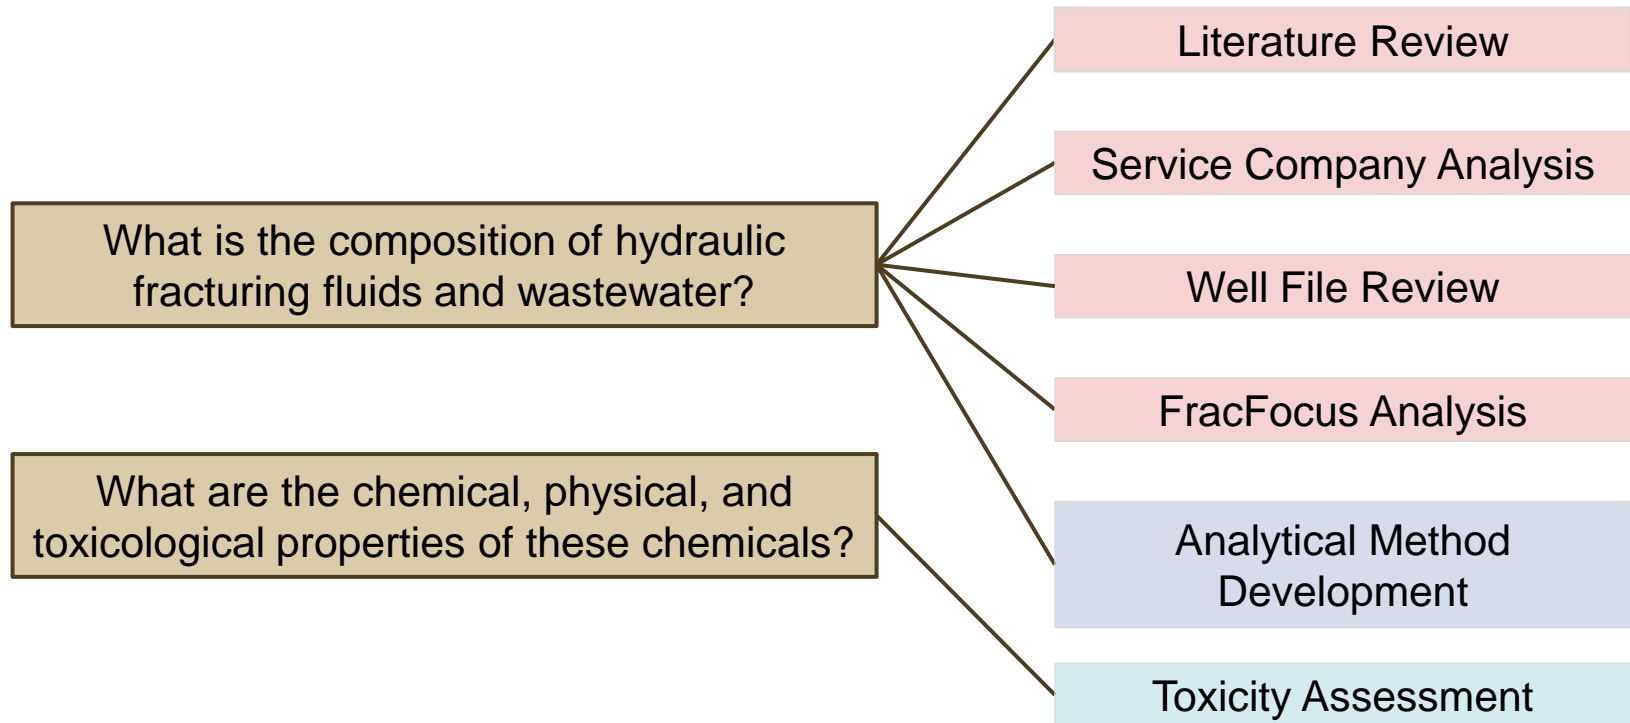 What is the composition of hydraulic
fracturing fluids and wastewater?
What are the chemical, physical, and
toxicological properties of these chemicals?
Literature Review
Service Company Analysis
Well File Review
FracFocus Analysis
Analytical Method
Development
Toxicity Assessment